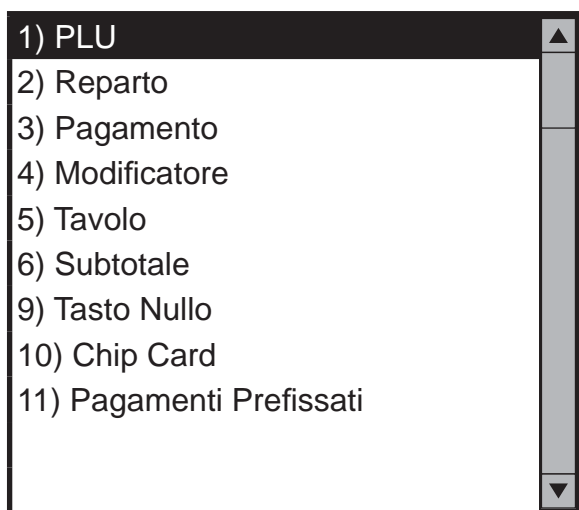 1) PLU
2) Reparto
3) Pagamento
4) Modificatore
5) Tavolo
6) Subtotale
9) Tasto Nullo
10) Chip Card
11) Pagamenti Prefissati